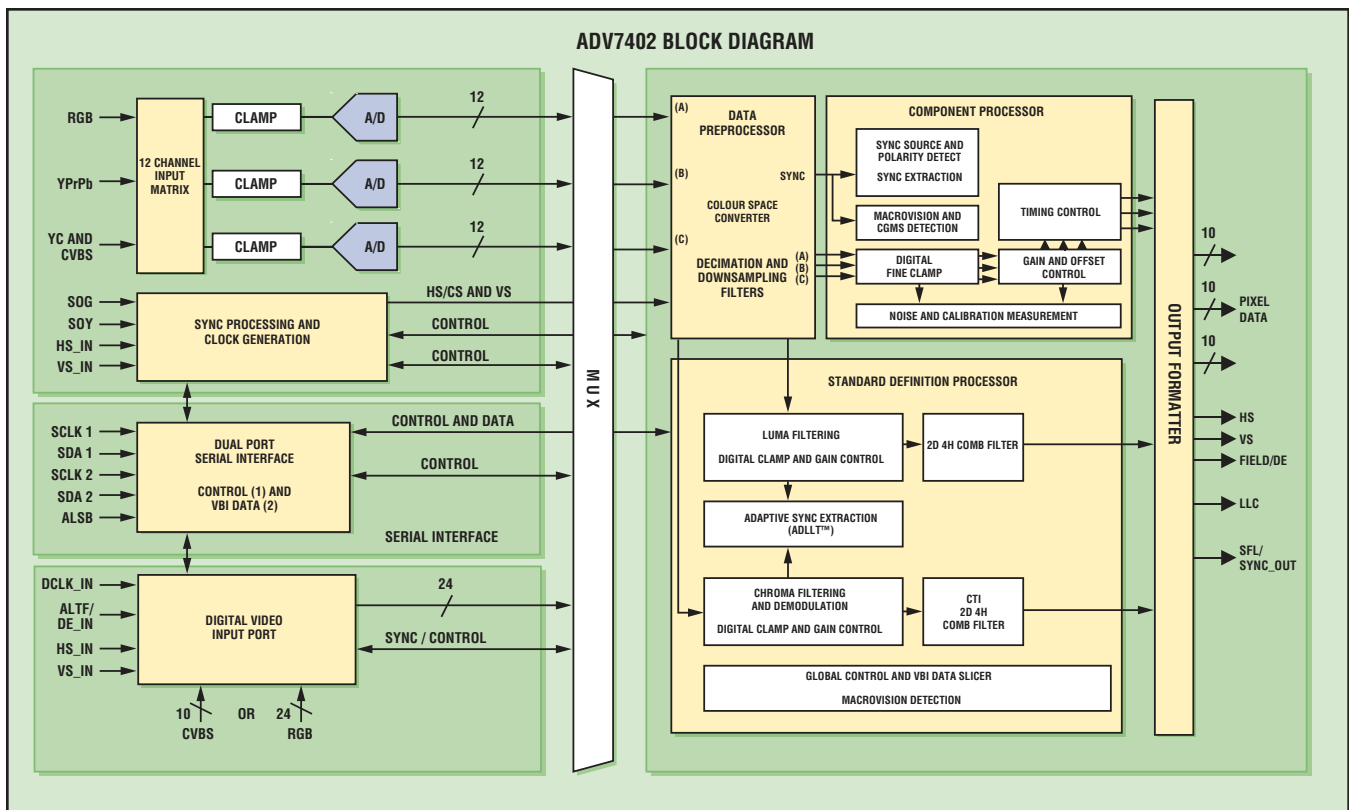 ADV7402 BLOCK DIAGRAM
RGB
YPrPb
YC AND
CVBS
12 CHANNEL
INPUT
MATRIX
CLAMP
A/D
12
CLAMP
A/D
12
CLAMP
A/D
12
SOG
SOY
HS_IN
VS_IN
SYNC PROCESSING AND
CLOCK GENERATION
HS/CS AND VS
CONTROL
CONTROL
SCLK 1
SDA 1
SCLK 2
SDA 2
ALSB
DUAL PORT
SERIAL INTERFACE
CONTROL (1) AND
VBI DATA (2)
CONTROL AND DATA
CONTROL
SERIAL INTERFACE
DCLK_IN
ALTF/
DE_IN
HS_IN
VS_IN
DIGITAL VIDEO
INPUT PORT
24
SYNC / CONTROL
10 OR 24
CVBS RGB
MUX
(A)
DATA
PREPROCESSOR
(B)
SYNC
COLOUR SPACE
CONVERTER
(C)
DECIMATION AND
DOWNSAMPLING
FILTERS
(A)
(B)
(C)
COMPONENT PROCESSOR
SYNC SOURCE AND
POLARITY DETECT
SYNC EXTRACTION
MACROVISION AND
CGMS DETECTION
TIMING CONTROL
DIGITAL
FINE CLAMP
GAIN AND OFFSET
CONTROL
NOISE AND CALIBRATION MEASUREMENT
STANDARD DEFINITION PROCESSOR
LUMA FILTERING
DIGITAL CLAMP AND GAIN CONTROL
2D 4H COMB FILTER
ADAPTIVE SYNC EXTRACTION
(ADLLT™)
CHROMA FILTERING
AND DEMODULATION
DIGITAL CLAMP AND GAIN CONTROL
CTI
2D 4H
COMB FILTER
GLOBAL CONTROL AND VBI DATA SLICER
MACROVISION DETECTION
OUTPUT FORMATTER
10
10
PIXEL
DATA
10
HS
VS
FIELD/DE
LLC
SFL/
SYNC_OUT